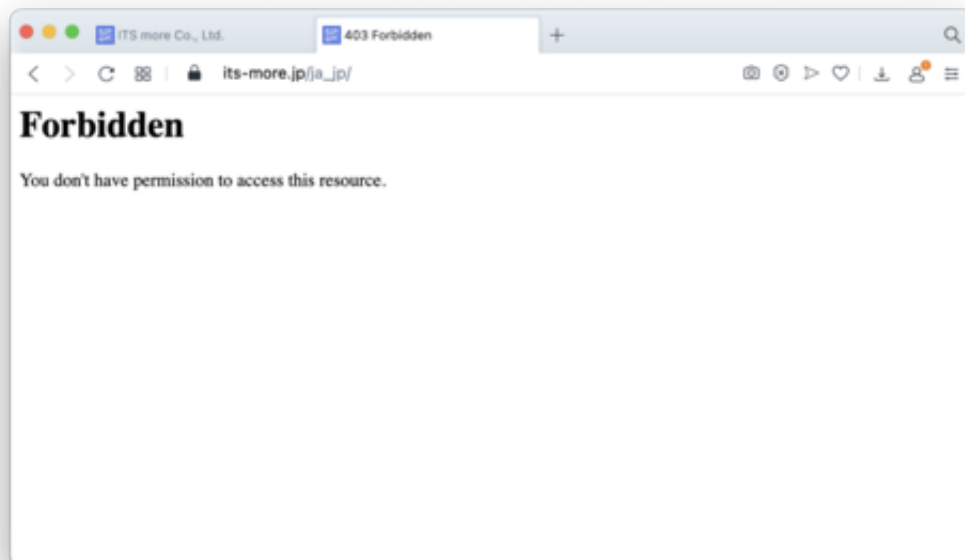 ITS more Co., Ltd.
403 Forbidden
its-more.jp/ja_jp/
Forbidden
You don't have permission to access this resource.